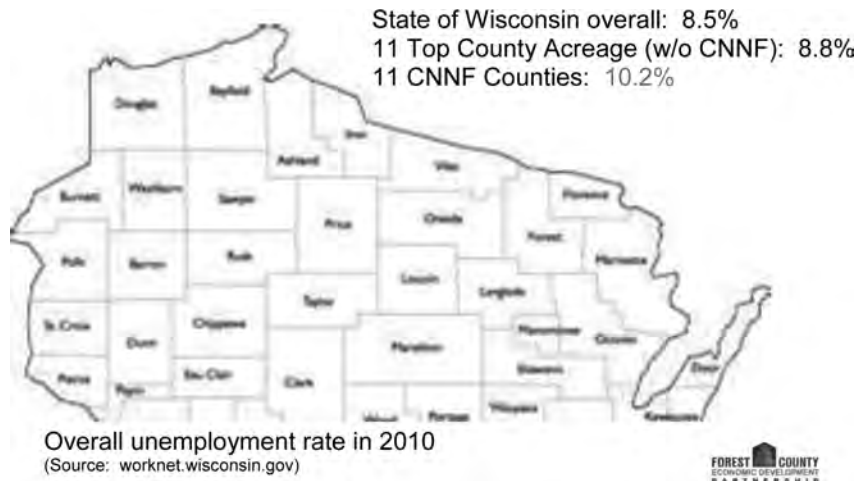 State of Wisconsin overall: 8.5%
11 Top County Acreage (w/o CNNF): 8.8%
11 CNNF Counties: 10.2%
Douglas
Bayfield
Iron
Ashland
Vilas
Burnett
Washburn
Sawyer
Florence
Price
Oneida
Forest
Polk
Barron
Rusk
Lincoln
Marinette
Langlade
Taylor
St. Croix
Dunn
Chippewa
Menominee
Oconto
Marathon
Pierce
Eau Clair
Clark
Shawano
Door
Pepin
Portage
Waupaca
Kewaunee
Overall unemployment rate in 2010
(Source: worknet.wisconsin.gov)
FOREST COUNTY
ECONOMIC DEVELOPMENT
PARTNERSHIP